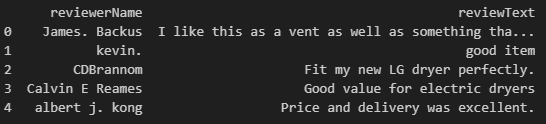 reviewerName reviewText
0 James. Backus I like this as a vent as well as something tha...
1 kevin. good item
2 CDBrannom Fit my new LG dryer perfectly.
3 Calvin E Reames Good value for electric dryers
4 albert j. kong Price and delivery was excellent.